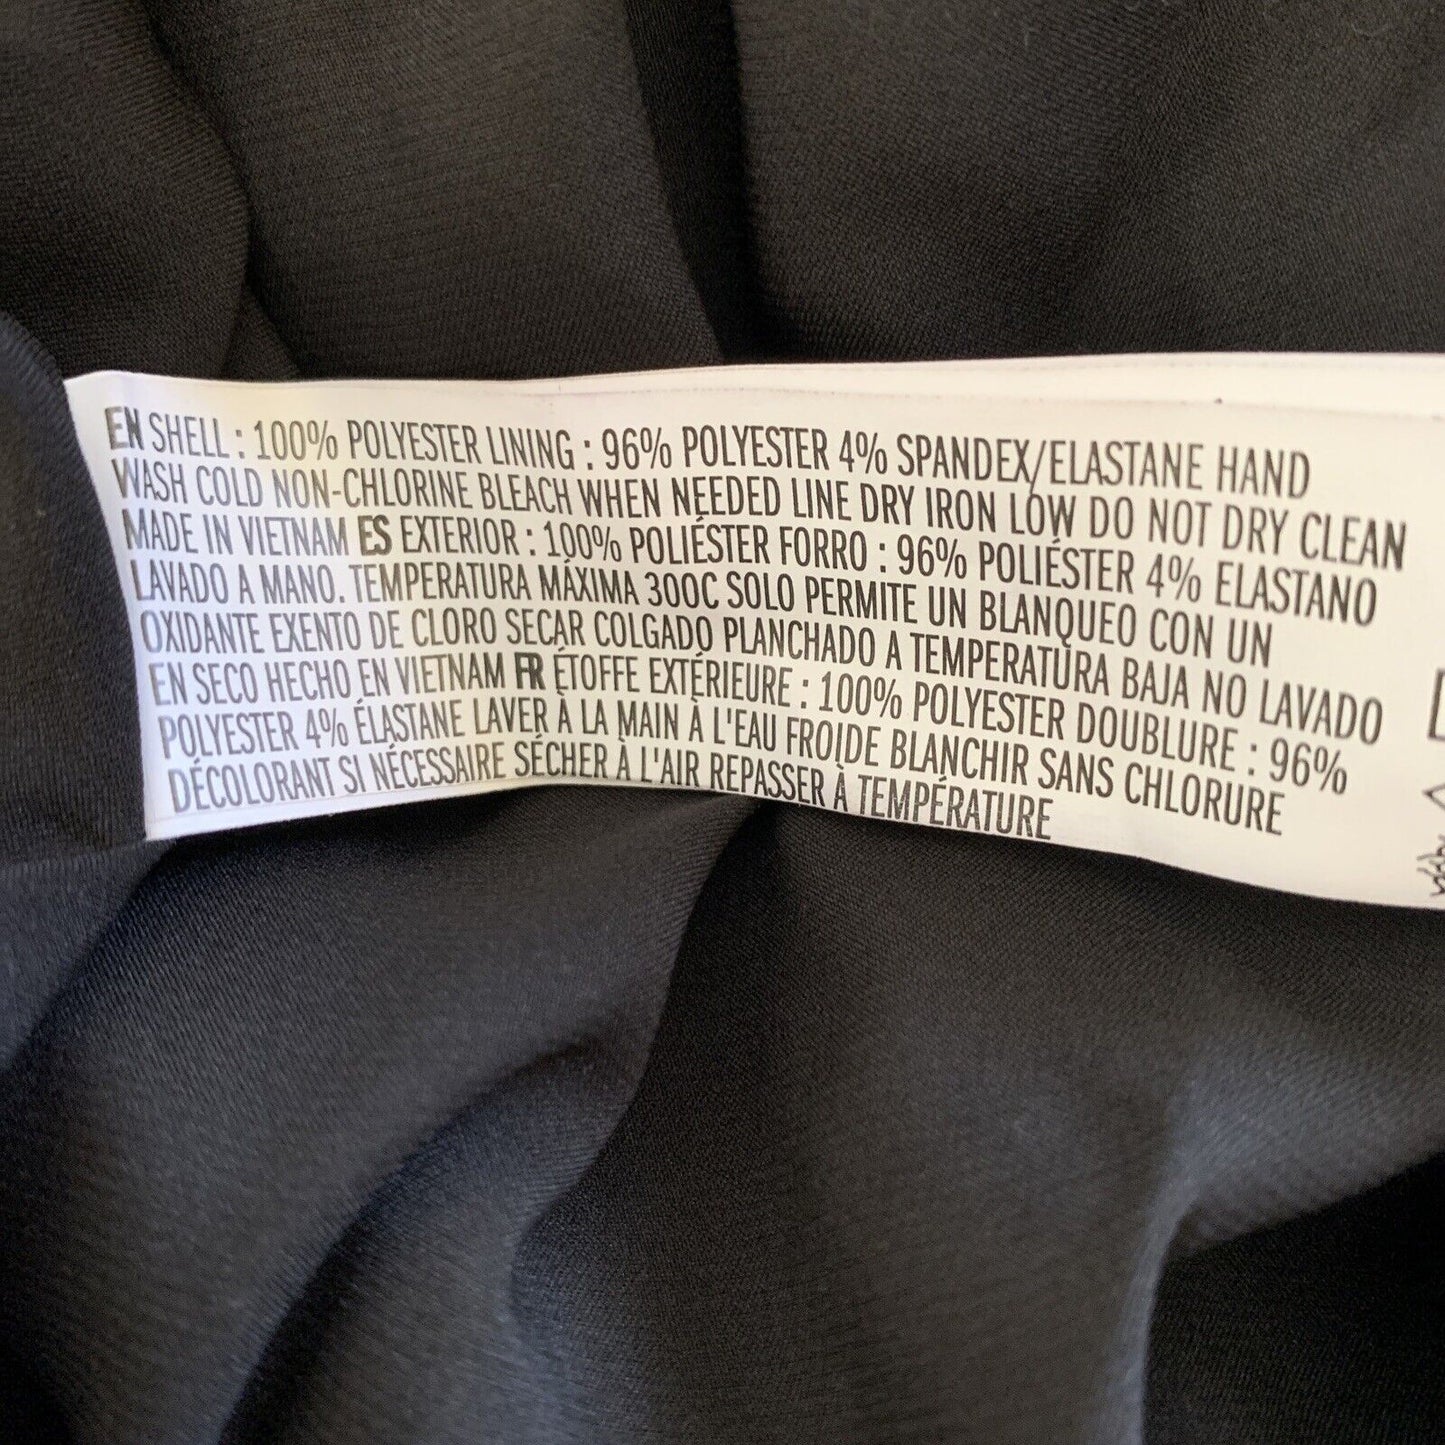 EN SHELL : 100% POLYESTER LINING : 96% POLYESTER 4% SPANDEX/ELASTANE HAND
WASH COLD NON-CHLORINE BLEACH WHEN NEEDED LINE DRY IRON LOW DO NOT DRY CLEAN
MADE IN VIETNAM ES EXTERIOR : 100% POLIÉSTER FORRO : 96% POLIÉSTER 4% ELASTANO
LAVADO A MANO. TEMPERATURA MÁXIMA 300C SOLO PERMITE UN BLANQUEO CON UN
OXIDANTE EXENTO DE CLORO SECAR COLGADO PLANCHADO A TEMPERATURA BAJA NO LAVADO
EN SECO HECHO EN VIETNAM FR ÉTOFFE EXTÉRIEURE : 100% POLYESTER DOUBLURE : 96%
POLYESTER 4% ÉLASTANE LAVER À LA MAIN À L'EAU FROIDE BLANCHIR SANS CHLORURE
DÉCOLORANT SI NÉCESSAIRE SÉCHER À L'AIR REPASSER À TEMPÉRATURE